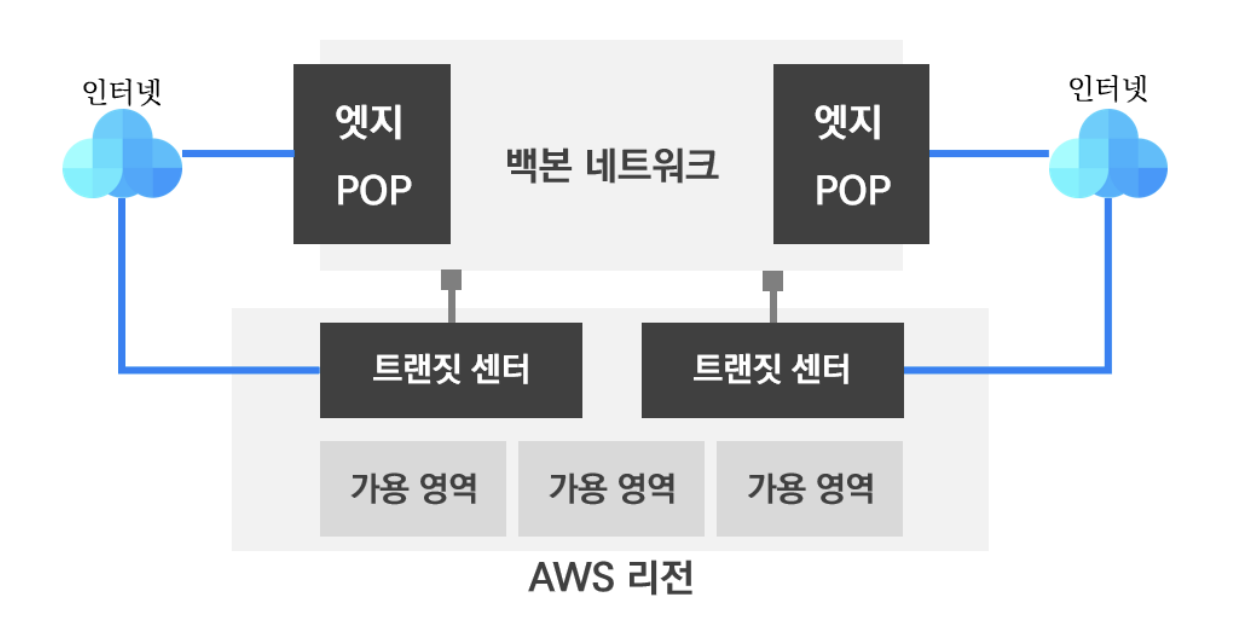 인터넷
인터넷
엣지
POP
백본 네트워크
엣지
POP
트랜짓 센터
트랜짓 센터
가용 영역
가용 영역
가용 영역
AWS 리전